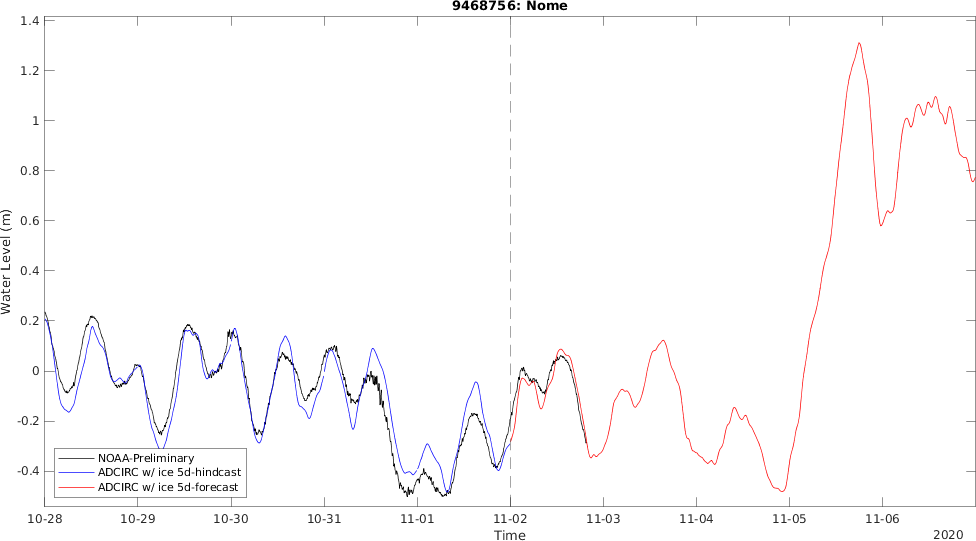 9468756: Nome
Water Level (m)
1.4
1.2
1
0.8
0.6
0.4
0.2
0
-0.2
-0.4
NOAA-Preliminary
ADCIRC w/ ice 5d-hindcast
ADCIRC w/ ice 5d-forecast
10-28 10-29 10-30 10-31 11-01 11-02 11-03 11-04 11-05 11-06
Time
2020